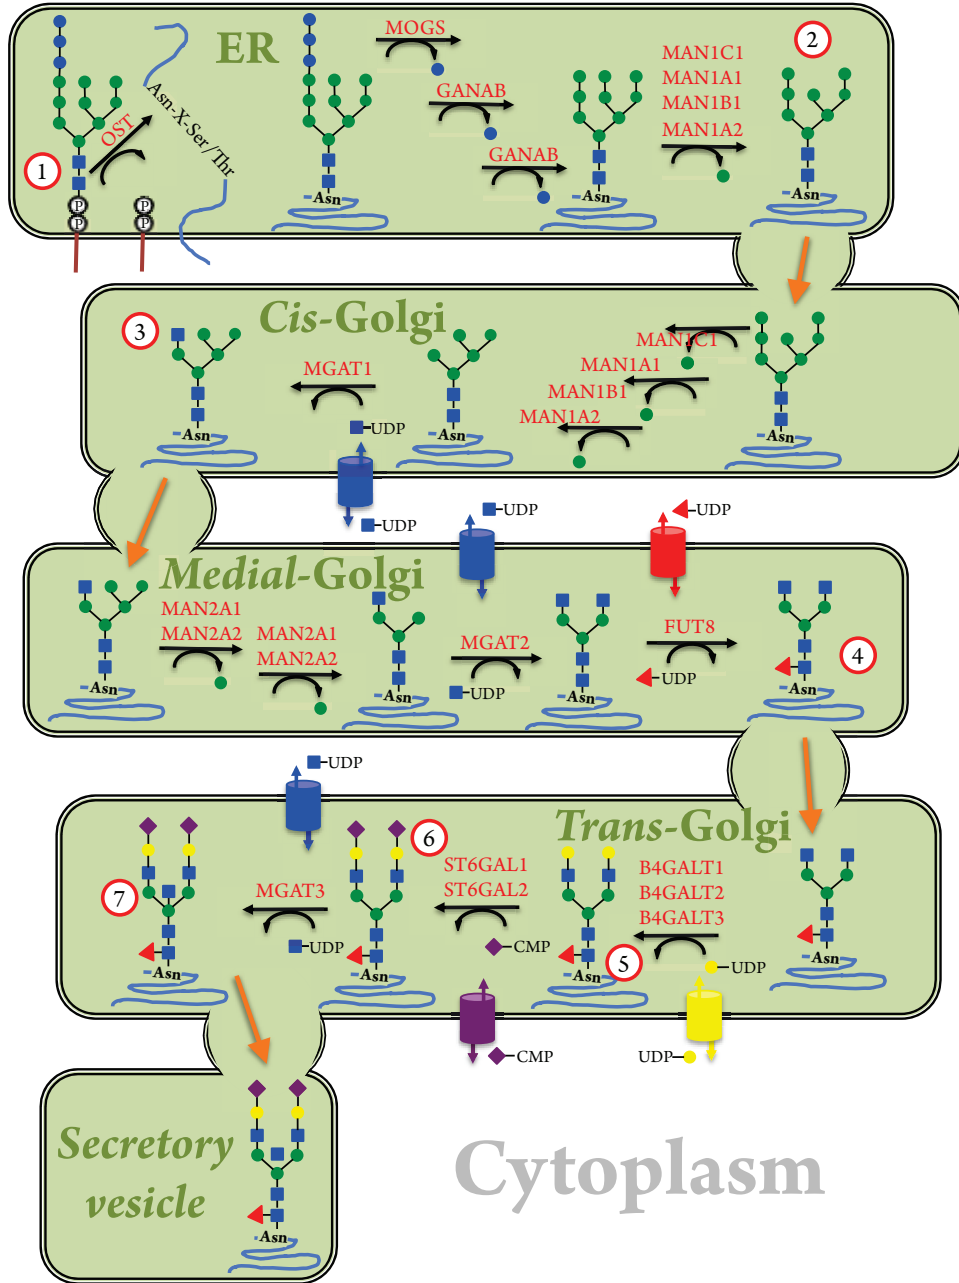 ER
MOGS
GANAB
GANAB
MAN1C1
MAN1A1
MAN1B1
MAN1A2
2
OST
Asn-X-Ser/Thr
1
P
P
P
P
Asn
Asn
Asn
Cis-Golgi
3
MGAT1
MAN1C1
MAN1A1
MAN1B1
MAN1A2
UDP
Asn
Asn
Asn
UDP
UDP
UDP
Medial-Golgi
MAN2A1
MAN2A2
MAN2A1
MAN2A2
MGAT2
UDP
FUT8
UDP
4
Asn
Asn
Asn
Asn
UDP
Trans-Golgi
7
MGAT3
UDP
6
ST6GAL1
ST6GAL2
CMP
5
B4GALT1
B4GALT2
B4GALT3
UDP
Asn
Asn
Asn
Asn
CMP
UDP
Secretory
vesicle
Asn
Cytoplasm